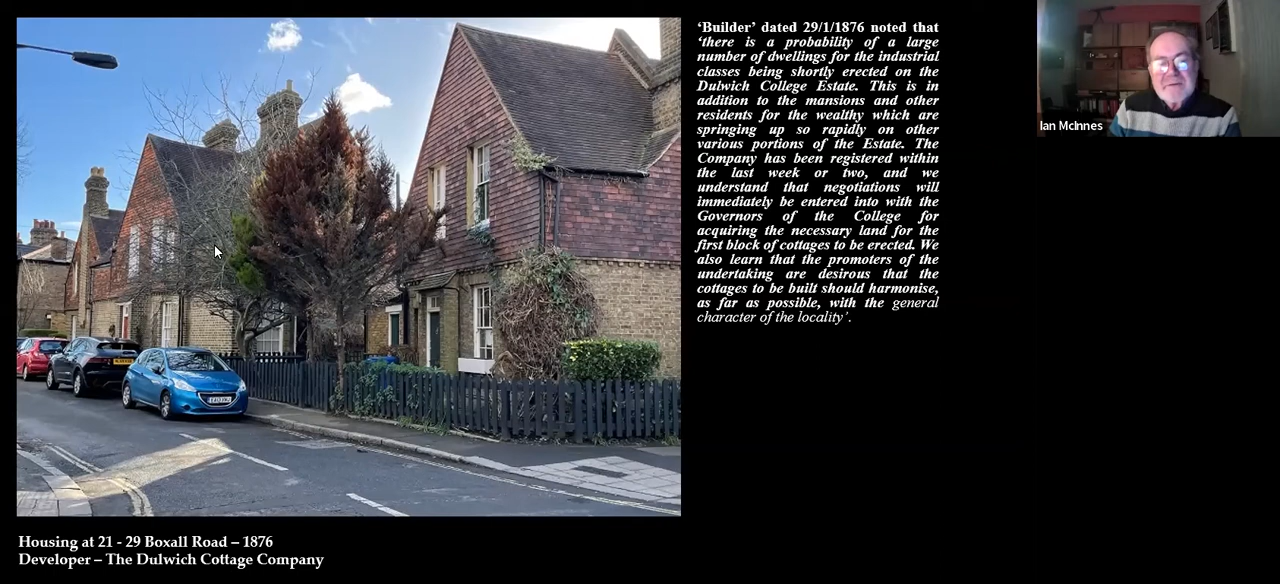 ‘Builder’ dated 29/1/1876 noted that
‘there is a probability of a large
number of dwellings for the industrial
classes being shortly erected on the
Dulwich College Estate. This is in
addition to the mansions and other
residents for the wealthy which are
springing up so rapidly on other
various portions of the Estate. The
Company has been registered within
the last week or two, and we
understand that negotiations will
immediately be entered into with the
Governors of the College for
acquiring the necessary land for the
first block of cottages to be erected. We
also learn that the promoters of the
undertaking are desirous that the
cottages to be built should harmonise,
as far as possible, with the general
character of the locality’.
Ian McInnes
Housing at 21 - 29 Boxall Road – 1876
Developer – The Dulwich Cottage Company